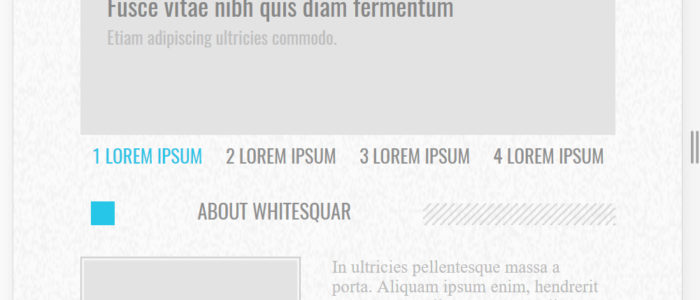 Fusce vitae nibh quis diam fermentum
Etiam adipiscing ultricies commodo.
1 LOREM IPSUM 2 LOREM IPSUM 3 LOREM IPSUM 4 LOREM IPSUM
ABOUT WHITESQUAR
In ultricies pellentesque massa a
porta. Aliquam ipsum enim, hendrerit